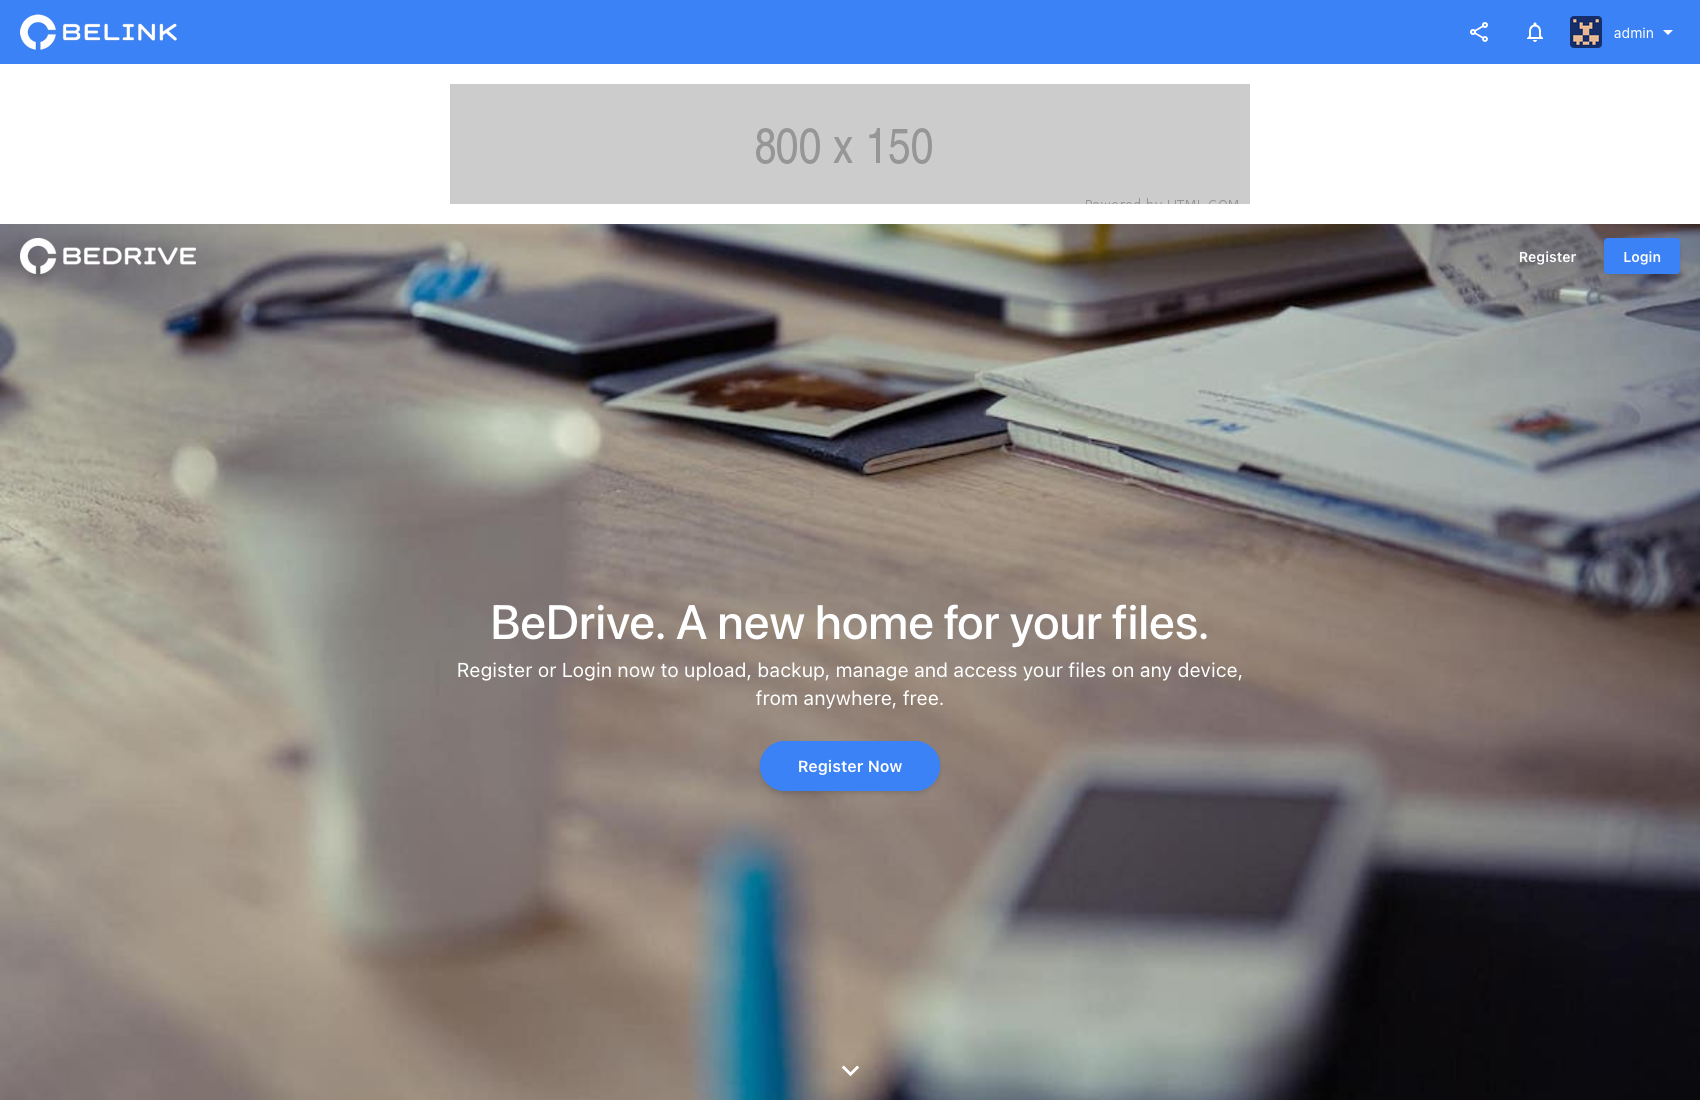 BELINK
admin
800 x 150
Powered by HTML.COM
BEDRIVE
Register
Login
BeDrive. A new home for your files.
Register or Login now to upload, backup, manage and access your files on any device,
from anywhere, free.
Register Now